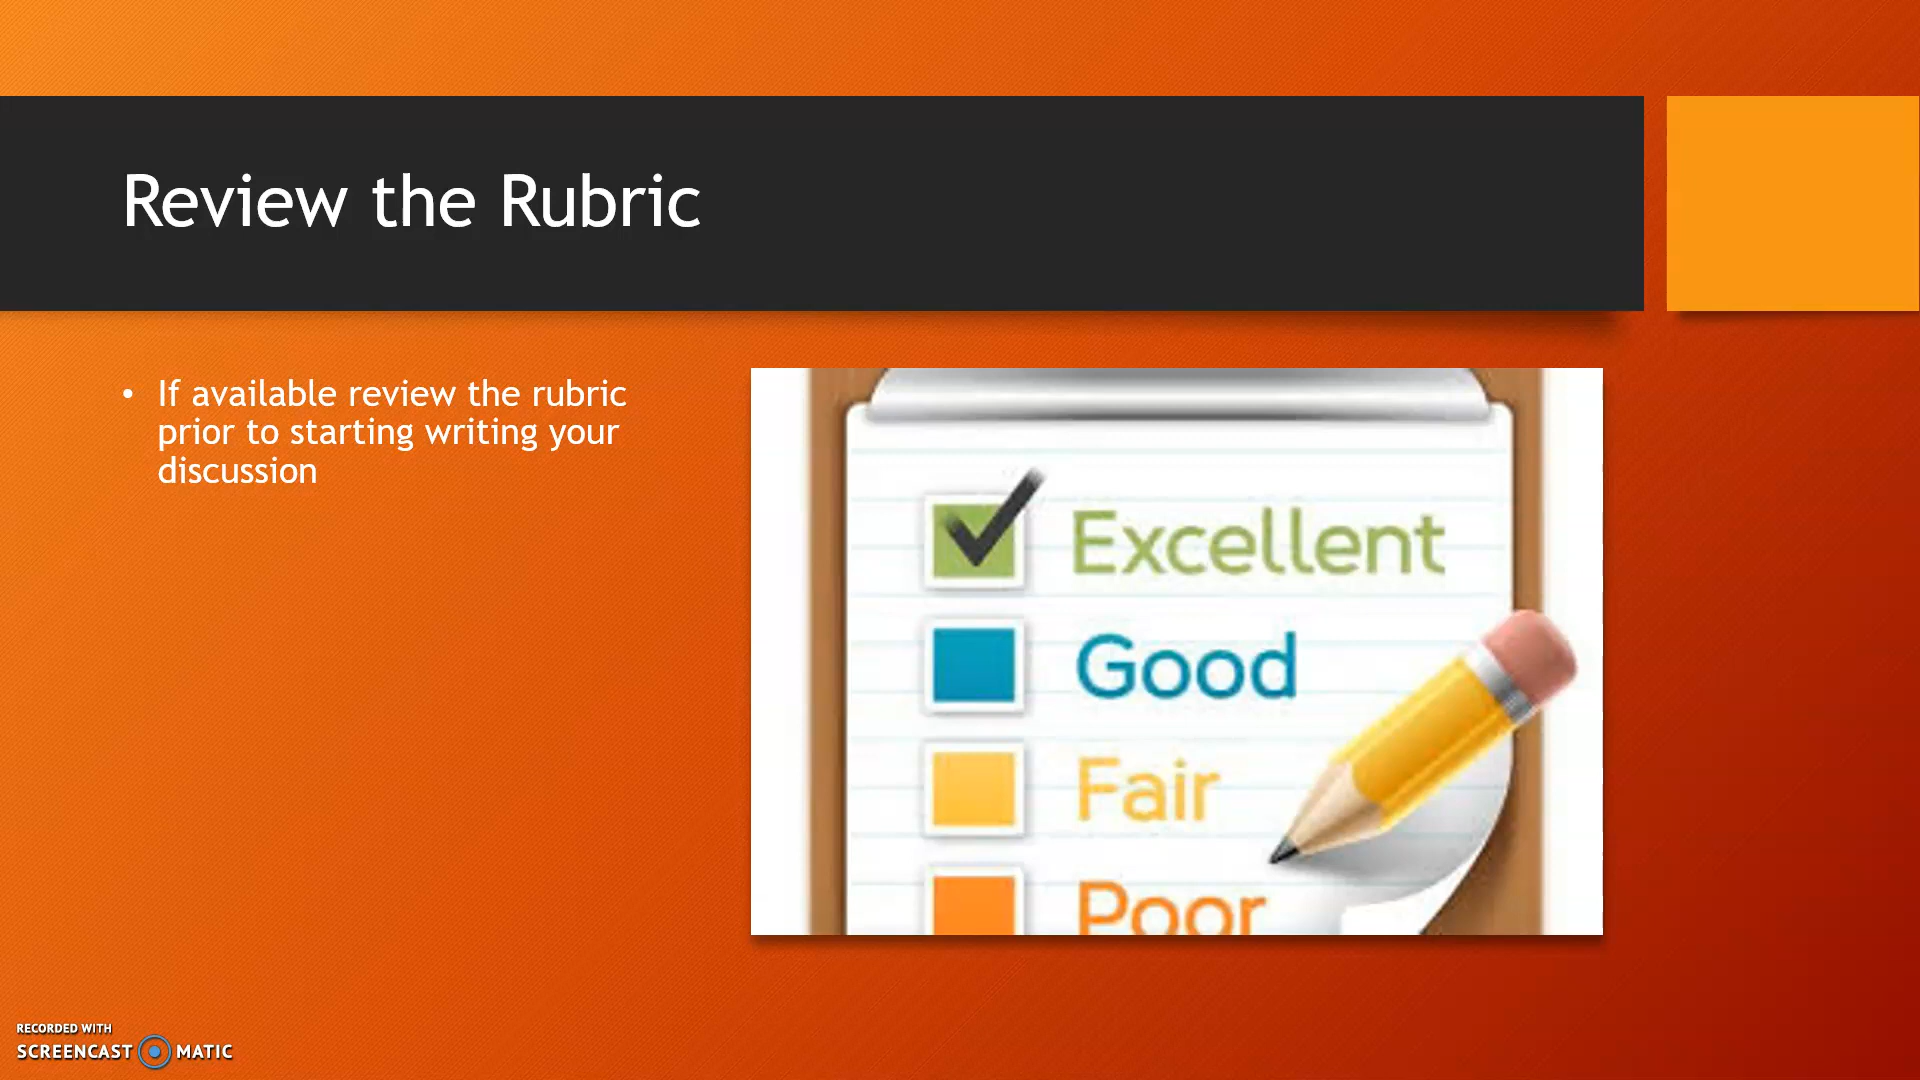 Review the Rubric
• If available review the rubric
prior to starting writing your
discussion
Excellent
Good
Fair
Poor
RECORDED WITH
SCREENCAST MATIC